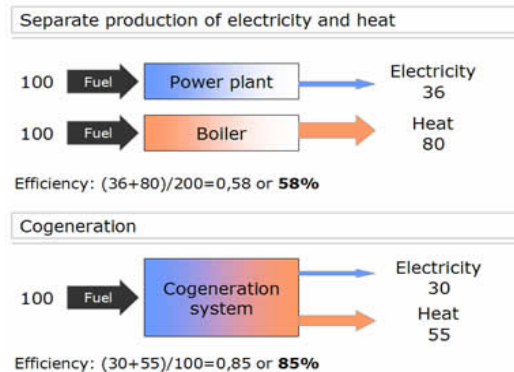 Separate production of electricity and heat
100 Fuel Power plant Electricity
36
100 Fuel Boiler Heat
80
Efficiency: (36+80)/200=0,58 or 58%
Cogeneration
100 Fuel Cogeneration
system
Electricity
30
Heat
55
Efficiency: (30+55)/100=0,85 or 85%